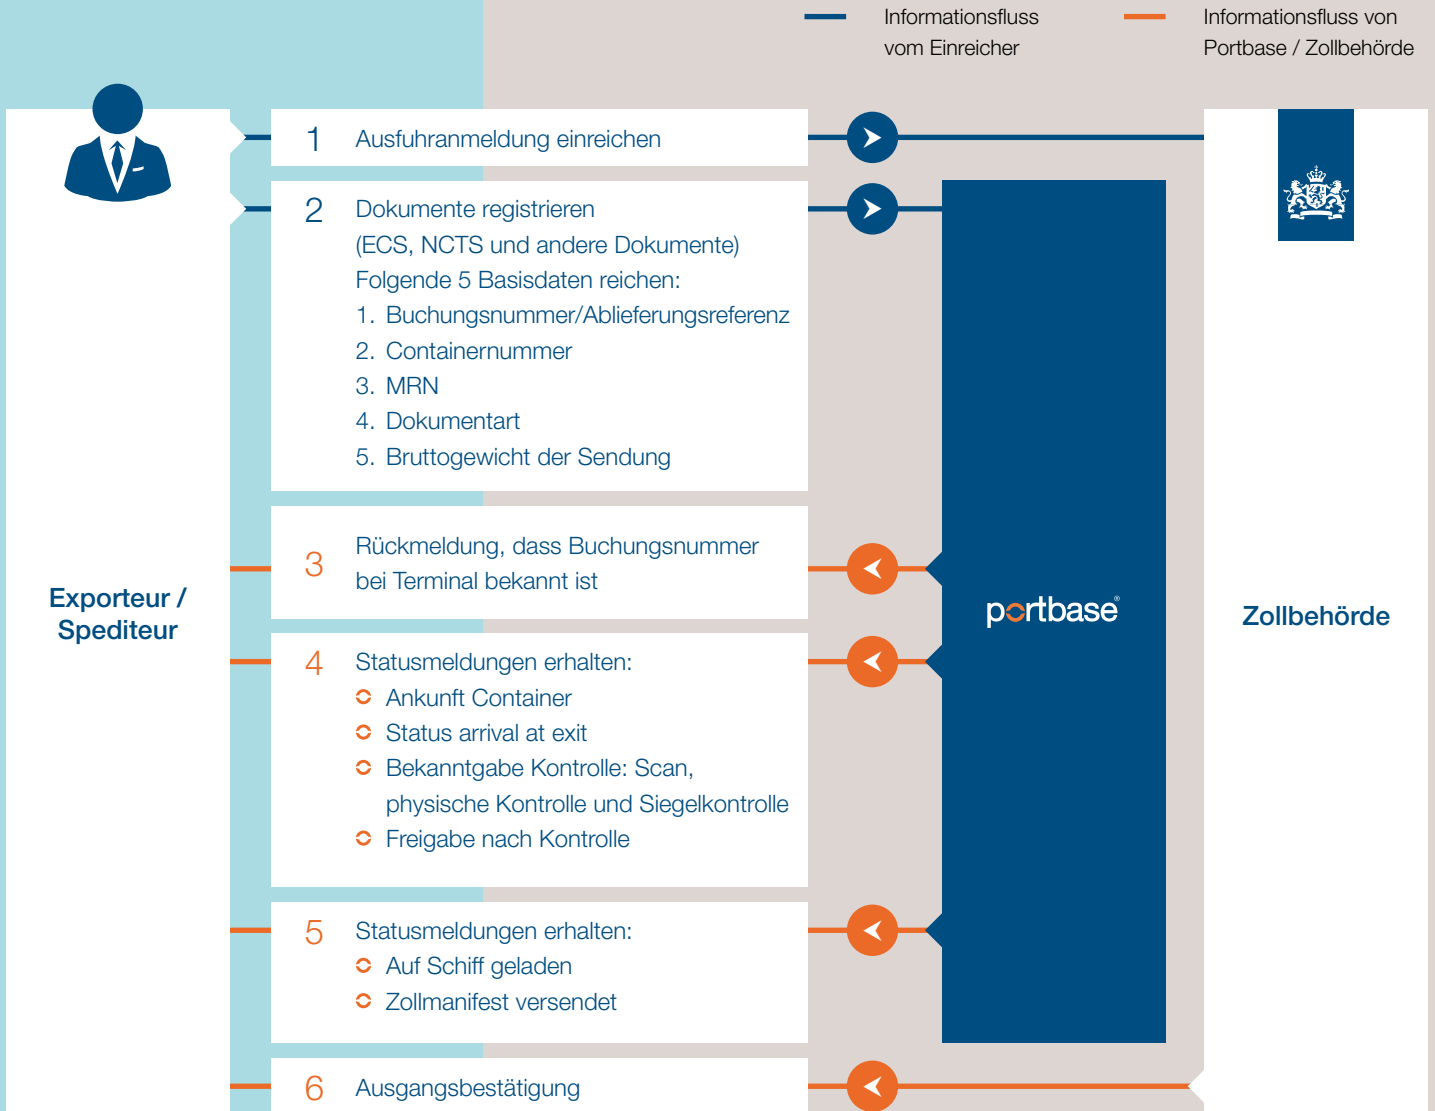 Informationsfluss
vom Einreicher
Informationsfluss von
Portbase / Zollbehörde
1 Ausfuhranmeldung einreichen
2 Dokumente registrieren
(ECS, NCTS und andere Dokumente)
Folgende 5 Basisdaten reichen:
1. Buchungsnummer/Ablieferungsreferenz
2. Containernummer
3. MRN
4. Dokumentart
5. Bruttogewicht der Sendung
3 Rückmeldung, dass Buchungsnummer
bei Terminal bekannt ist
Exporteur /
Spediteur
portbase®
Zollbehörde
4 Statusmeldungen erhalten:
Ankunft Container
Status arrival at exit
Bekanntgabe Kontrolle: Scan,
physische Kontrolle und Siegelkontrolle
Freigabe nach Kontrolle
5 Statusmeldungen erhalten:
Auf Schiff geladen
Zollmanifest versendet
6 Ausgangsbestätigung